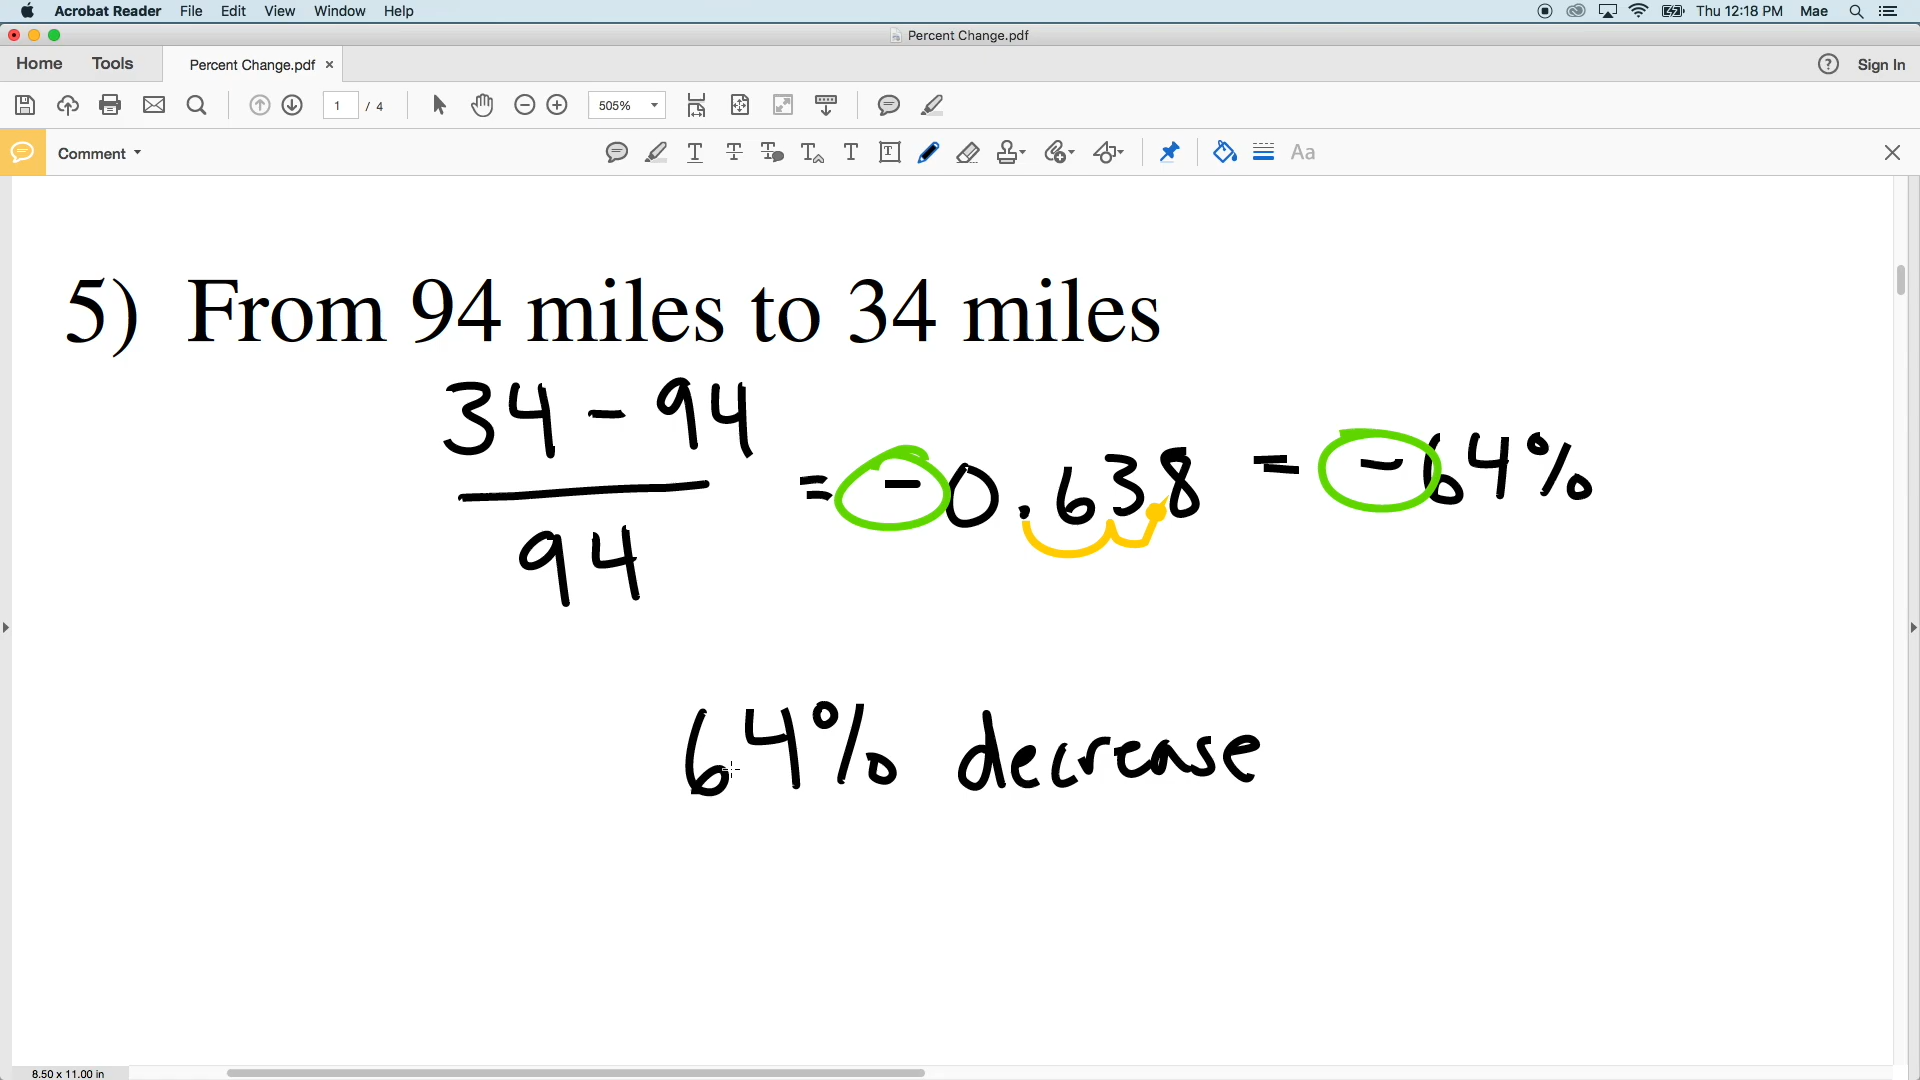 Acrobat Reader File Edit View Window Help Thu 12:18 PM Mae
Percent Change.pdf
Home Tools Percent Change.pdf × ? Sign In
1 / 4 505%
Comment T T T T T T Aa
5) From 94 miles to 34 miles
34 - 94
= -0.638 = -64%
94
64% decrease
8.50 x 11.00 in